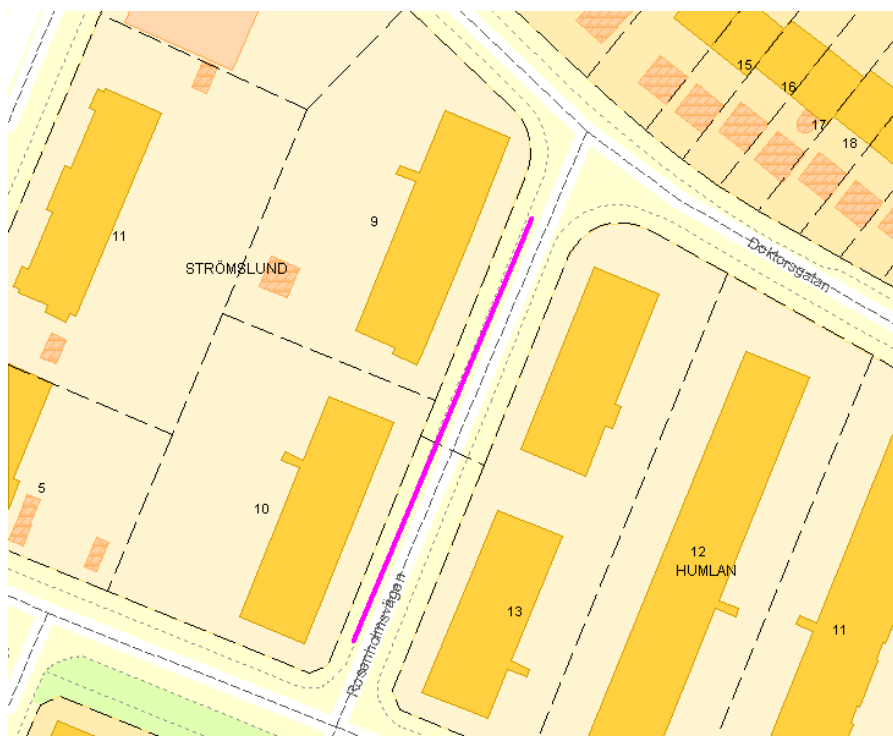 15
16
17
18
9
11
STRÖMSLUND
Doktorsgatan
5
10
12
HUMLAN
Rosenholmsvägen
13
11